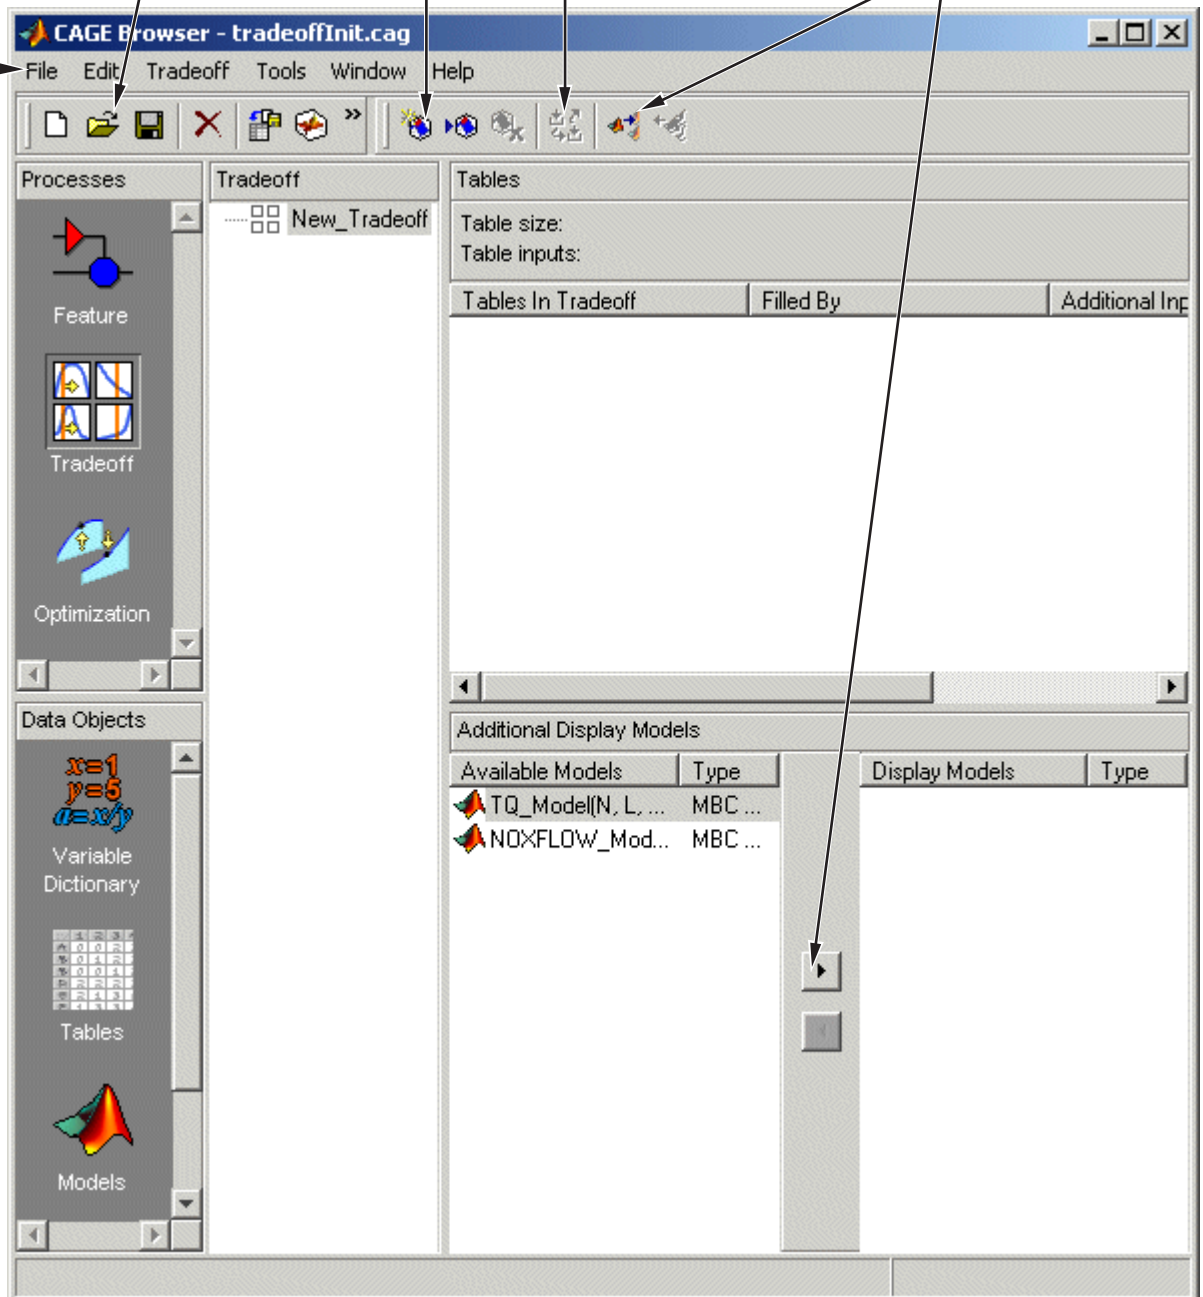 CAGE Browser - tradeoffInit.cag
File Edit Tradeoff Tools Window Help
Processes
Feature
Tradeoff
Optimization
Data Objects
x=1
y=5
a=x/y
Variable
Dictionary
Tables
Models
Tradeoff
New_Tradeoff
Tables
Table size:
Table inputs:
Tables In Tradeoff Filled By Additional Inp
Additional Display Models
Available Models Type
TQ_Model(N, L, ... MBC ...
NOXFLOW_Mod... MBC ...
Display Models Type